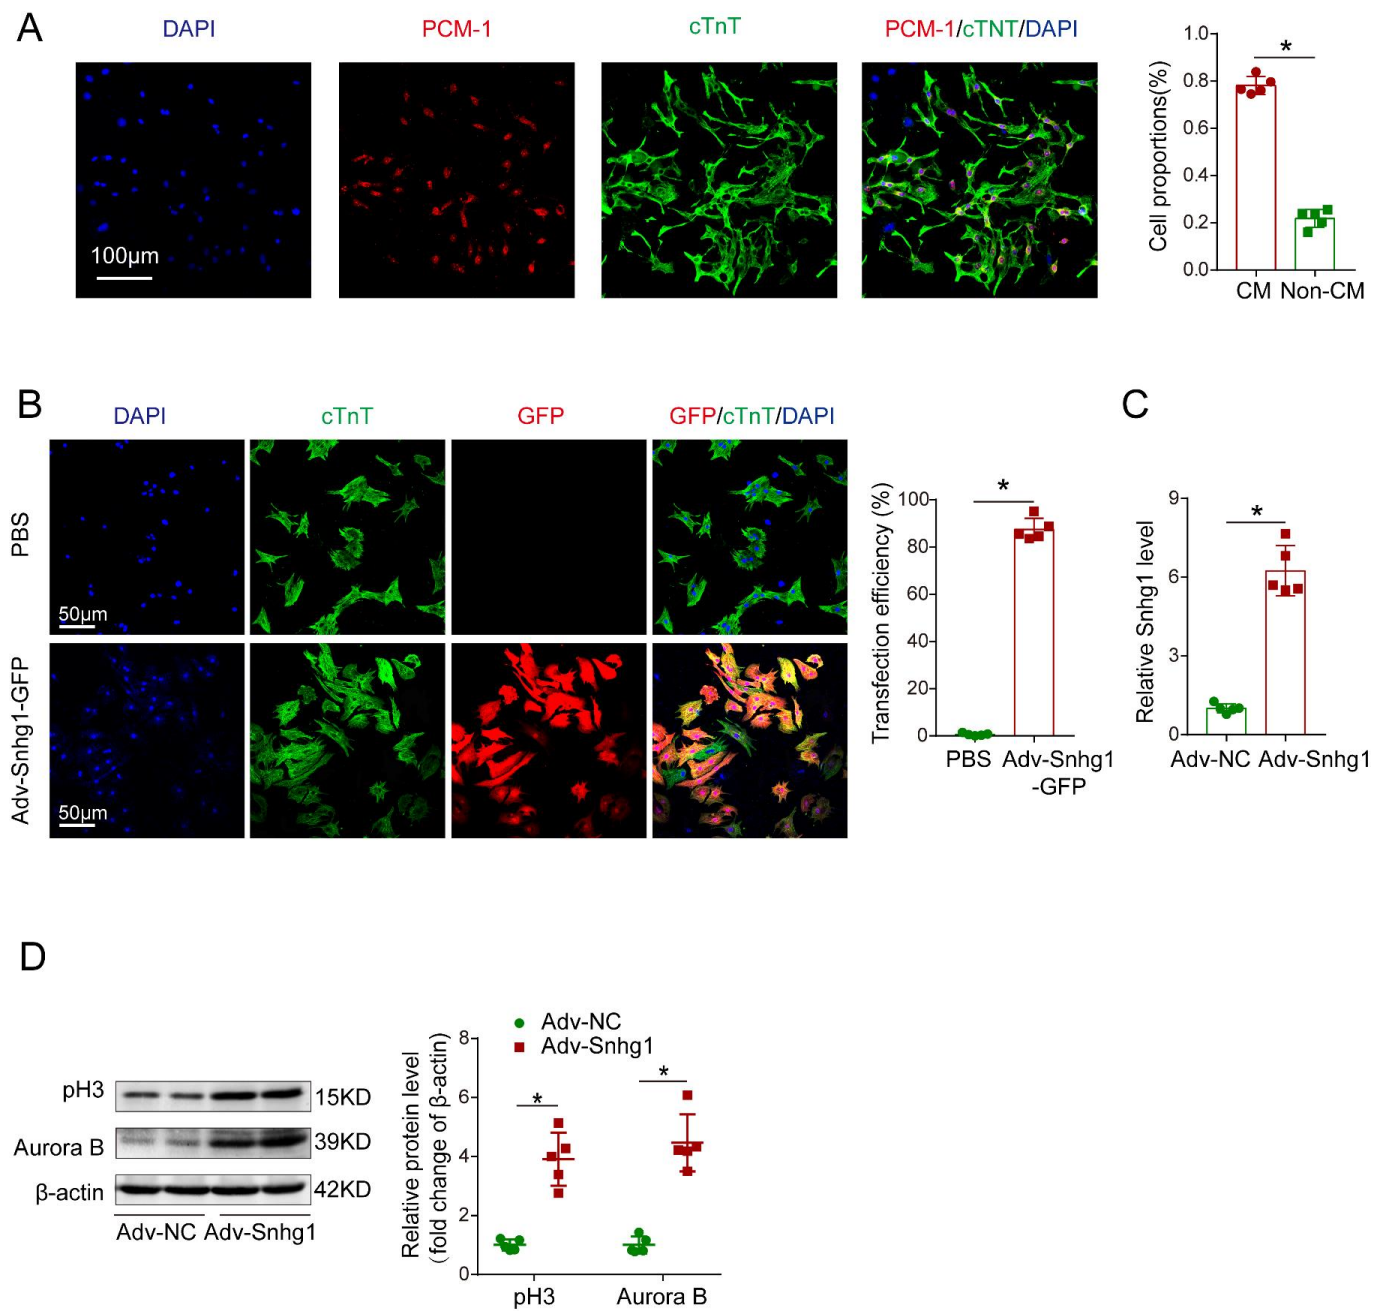 A
DAPI
PCM-1
cTnT
PCM-1/cTNT/DAPI
100μm
Cell proportions(%)
1.0
0.8
0.6
0.4
0.2
0.0
*
CM
Non-CM
B
DAPI
cTnT
GFP
GFP/cTnT/DAPI
PBS
50μm
Adv-Snhg1-GFP
50μm
Transfection efficiency (%)
100
80
60
40
20
0
*
PBS
Adv-Snhg1
-GFP
C
Relative Snhg1 level
9
6
3
0
*
Adv-NC
Adv-Snhg1
D
pH3
15KD
Aurora B
39KD
β-actin
42KD
Adv-NC
Adv-Snhg1
Adv-NC
Adv-Snhg1
Relative protein level
(fold change of β-actin)
8
6
4
2
0
*
*
pH3
Aurora B